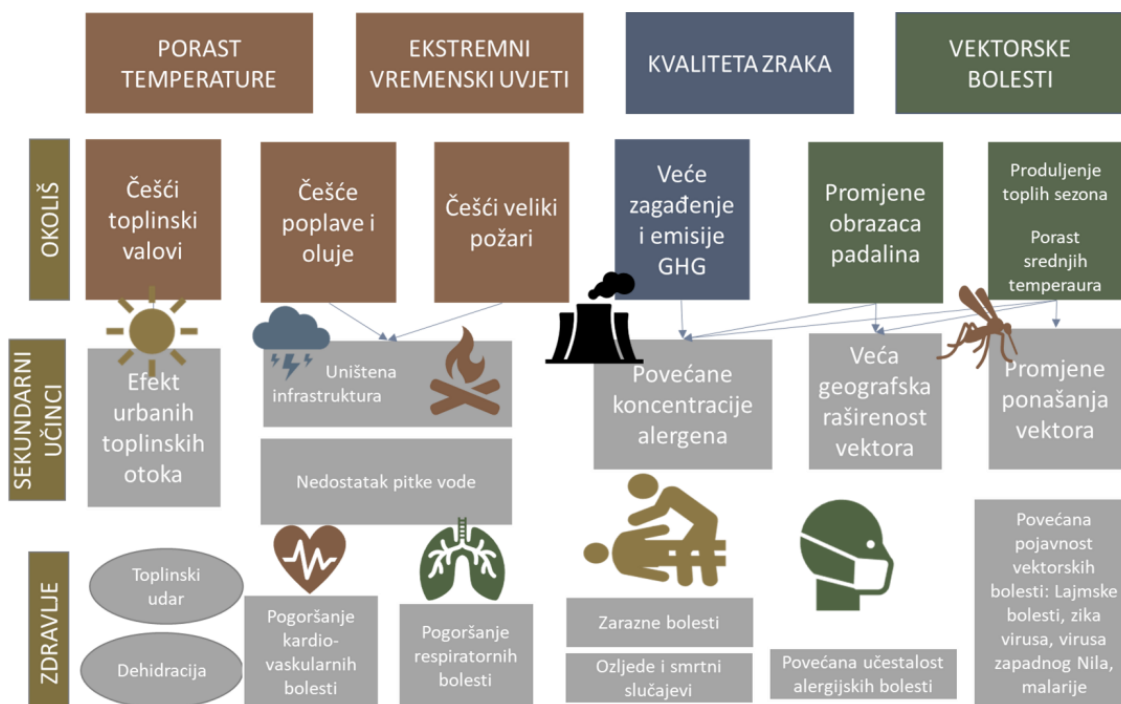 PORAST
TEMPERATURE
EKSTREMNI
VREMENSKI UVJETI
KVALITETA ZRAKA
VEKTORSKE
BOLESTI
OKOLIŠ
Češći
toplinski
valovi
Češće
poplave i
oluje
Češći veliki
požari
Veće
zagađenje
i emisije
GHG
Promjene
obrazaca
padalina
Produljenje
toplih sezona
Porast
srednjih
temperaura
SEKUNDARNI
UČINCI
Efekt
urbanih
toplinskih
otoka
Uništena
infrastruktura
Nedostatak pitke vode
Povećane
koncentracije
alergena
Veća
geografska
raširenost
vektora
Promjene
ponašanja
vektora
ZDRAVLJE
Toplinski
udar
Dehidracija
Pogoršanje
kardio-
vaskularnih
bolesti
Pogoršanje
respiratornih
bolesti
Zarazne bolesti
Ozljede i smrtni
slučajevi
Povećana učestalost
alergijskih bolesti
Povećana
pojavnost
vektorskih
bolesti: Lajmske
bolesti, zika
virusa, virusa
zapadnog Nila,
malarije